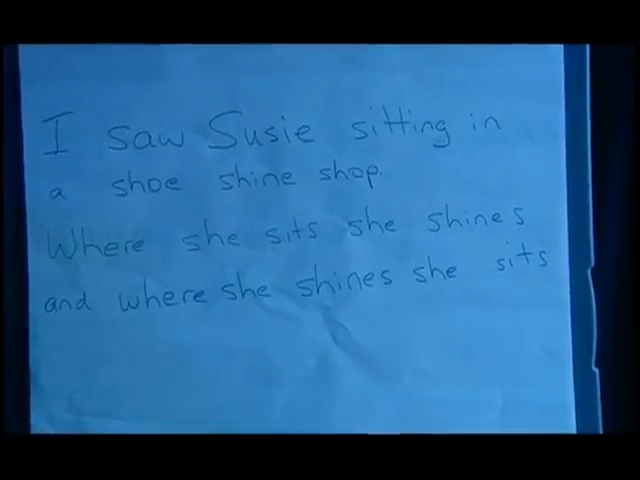 I saw Susie sitting in
a shoe shine shop.
Where she sits she shines
and where she shines she sits